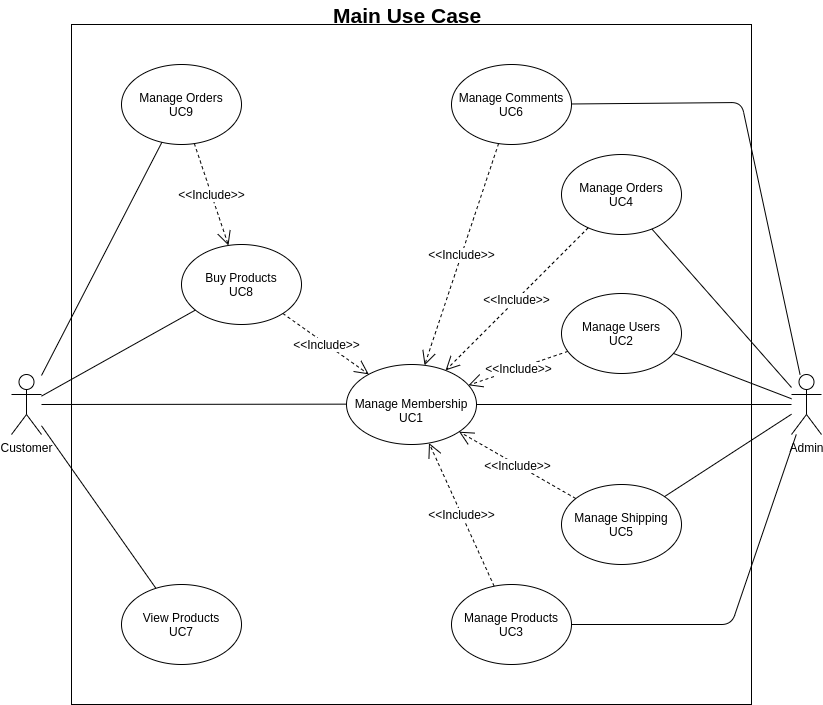 Main Use Case
Manage Orders
UC9
Manage Comments
UC6
Manage Orders
UC4
<<Include>>
Buy Products
UC8
<<Include>>
<<Include>>
Manage Users
UC2
<<Include>>
<<Include>>
Manage Membership
UC1
Customer
Admin
<<Include>>
Manage Shipping
UC5
<<Include>>
View Products
UC7
Manage Products
UC3